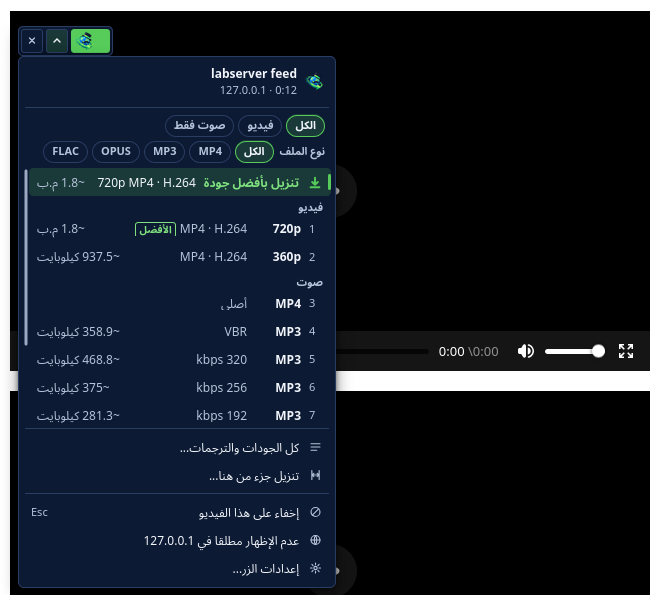 labserver feed
127.0.0.1 · 0:12
الكل فيديو صوت فقط
نوع الملف الكل MP4 MP3 OPUS FLAC
تنزيل بأفضل جودة 720p MP4 · H.264 ~1.8 م.ب
فيديو
1 720p MP4 · H.264 الأفضل ~1.8 م.ب
2 360p MP4 · H.264 ~937.5 كيلوبايت
صوت
3 MP4 أصلي
4 MP3 VBR ~358.9 كيلوبايت
5 MP3 320 kbps ~468.8 كيلوبايت
6 MP3 256 kbps ~375 كيلوبايت
7 MP3 192 kbps ~281.3 كيلوبايت
كل الجودات والترجمات...
تنزيل جزء من هنا...
إخفاء على هذا الفيديو Esc
عدم الإظهار مطلقا في 127.0.0.1
إعدادات الزر...
0:00 \0:00